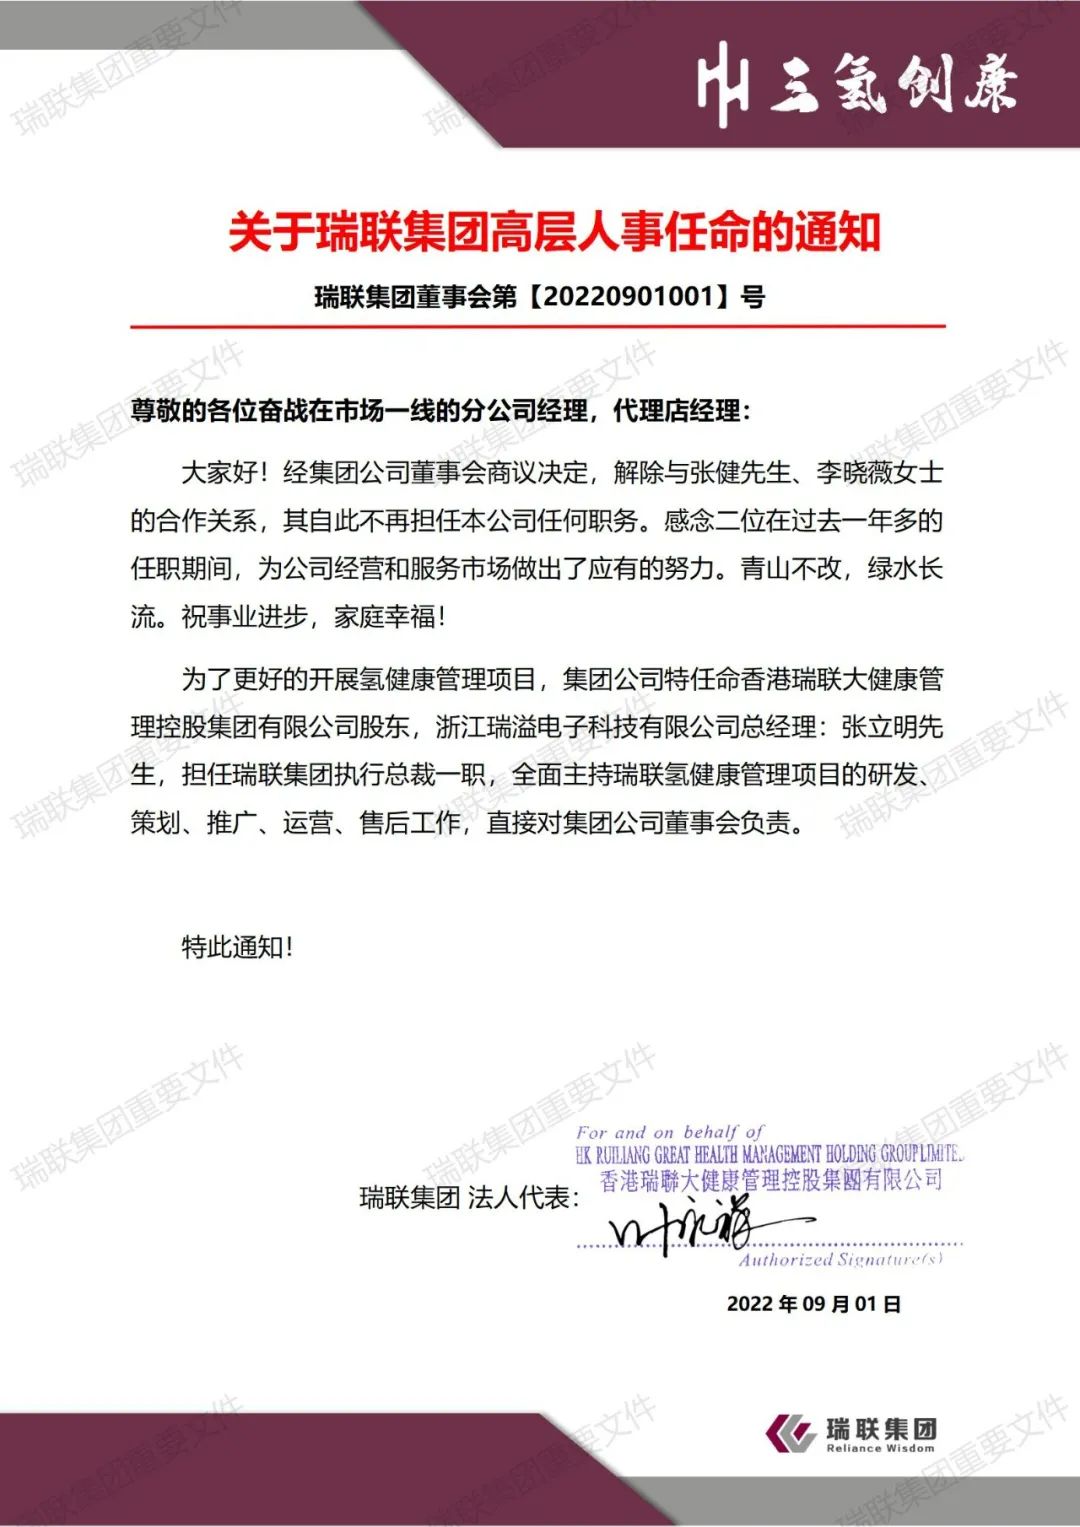 三氢创康
关于瑞联集团高层人事任命的通知
瑞联集团董事会第【20220901001】号
尊敬的各位奋战在市场一线的分公司经理，代理店经理：
大家好！经集团公司董事会商议决定，解除与张健先生、李晓薇女士
的合作关系，其自此不再担任本公司任何职务。感念二位在过去一年多的
任职期间，为公司经营和服务市场做出了应有的努力。青山不改，绿水长
流。祝事业进步，家庭幸福！
为了更好的开展氢健康管理项目，集团公司特任命香港瑞联大健康管
理控股集团有限公司股东，浙江瑞溢电子科技有限公司总经理：张立明先
生，担任瑞联集团执行总裁一职，全面主持瑞联氢健康管理项目的研发、
策划、推广、运营、售后工作，直接对集团公司董事会负责。
特此通知！
For and on behalf of
HK RUILIANG GREAT HEALTH MANAGEMENT HOLDING GROUP LIMITE
香港瑞聯大健康管理控股集團有限公司
瑞联集团 法人代表：
叶永祥
Authorized Signature(s)
2022 年 09 月 01 日
瑞联集团
Reliance Wisdom
瑞联集团重要文件